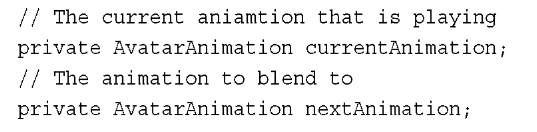 // The current aniamtion that is playing
private AvatarAnimation currentAnimation;
// The animation to blend to
private AvatarAnimation nextAnimation;